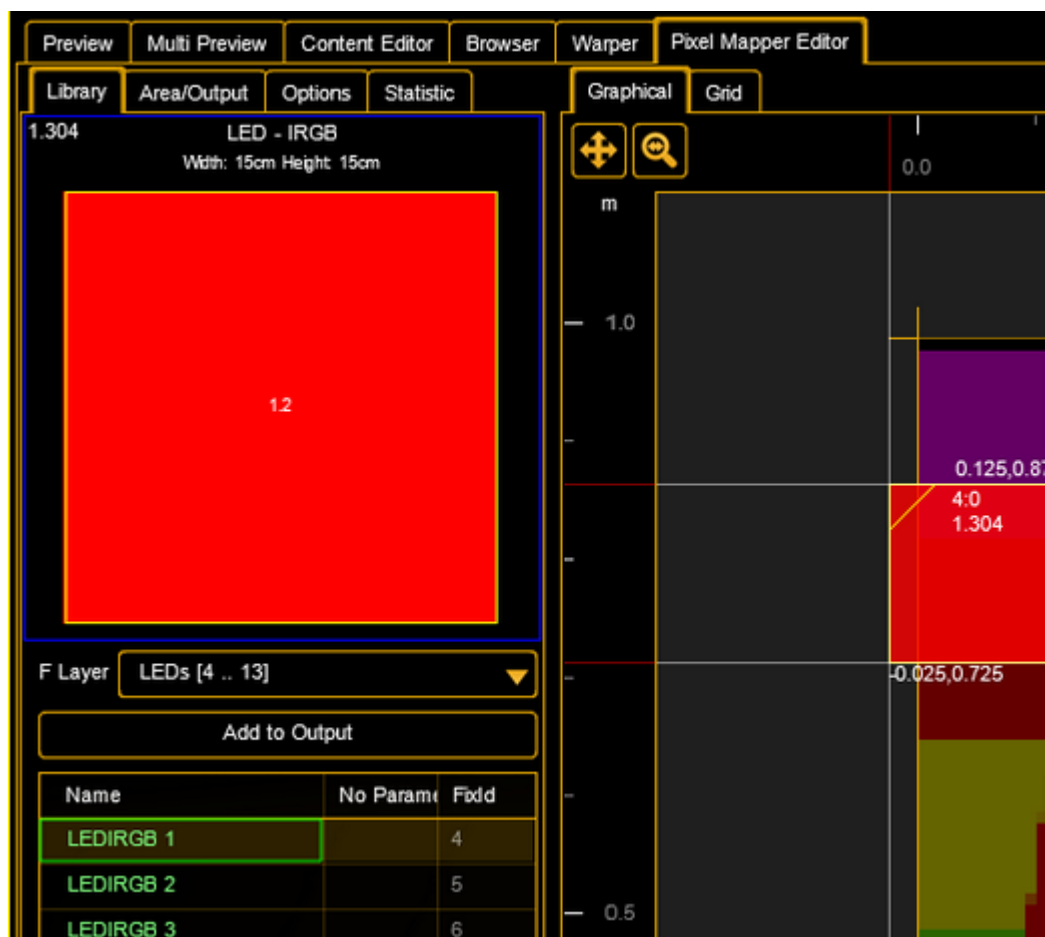 Preview Multi Preview Content Editor Browser Warper Pixel Mapper Editor
Library Area/Output Options Statistic
Graphical Grid
1.304 LED - IRGB
Width: 15cm Height: 15cm
1.2
F Layer LEDs [4 .. 13]
Add to Output
Name No Parame FixId
LEDIRGB 1 4
LEDIRGB 2 5
LEDIRGB 3 6
0.0
m
1.0
0.125,0.87
4:0
1.304
-0.025,0.725
0.5